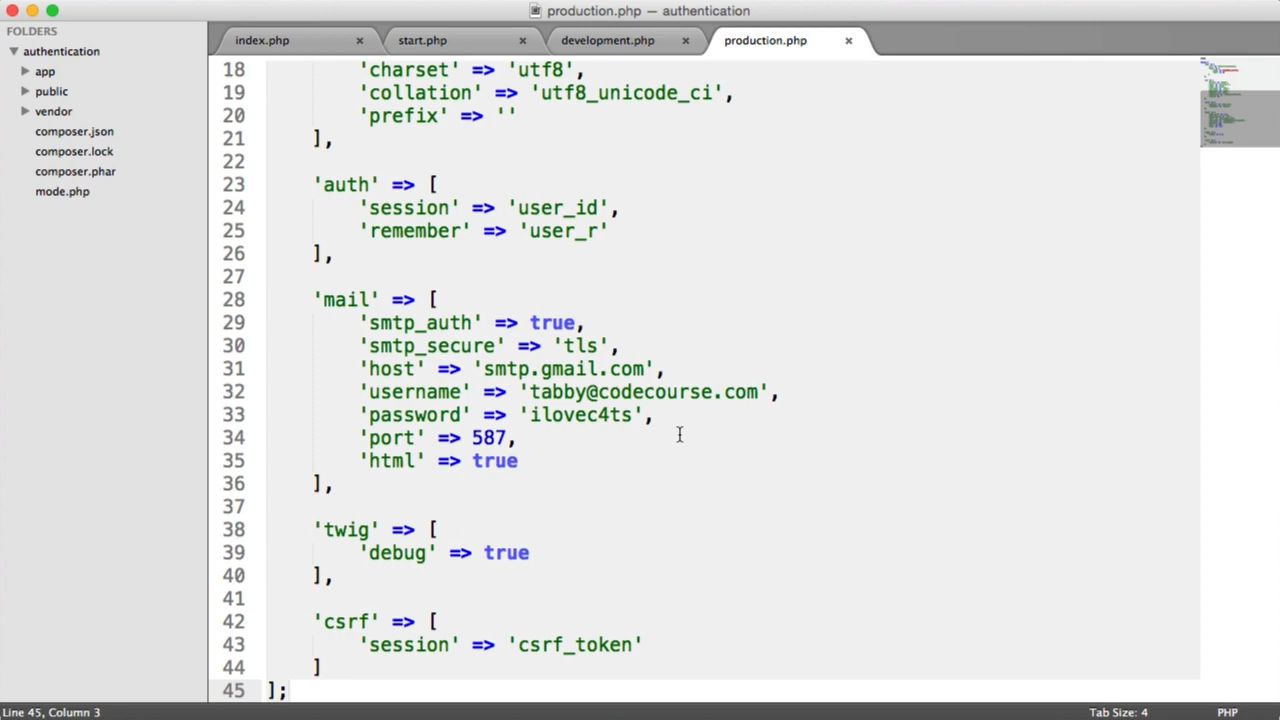 production.php — authentication
FOLDERS
authentication
app
public
vendor
composer.json
composer.lock
composer.phar
mode.php
index.php × start.php × development.php × production.php ×
18 'charset' => 'utf8',
19 'collation' => 'utf8_unicode_ci',
20 'prefix' => ''
21 ],
22
23 'auth' => [
24 'session' => 'user_id',
25 'remember' => 'user_r'
26 ],
27
28 'mail' => [
29 'smtp_auth' => true,
30 'smtp_secure' => 'tls',
31 'host' => 'smtp.gmail.com',
32 'username' => 'tabby@codecourse.com',
33 'password' => 'ilovec4ts',
34 'port' => 587,
35 'html' => true
36 ],
37
38 'twig' => [
39 'debug' => true
40 ],
41
42 'csrf' => [
43 'session' => 'csrf_token'
44 ]
45 ];
Line 45, Column 3 Tab Size: 4 PHP